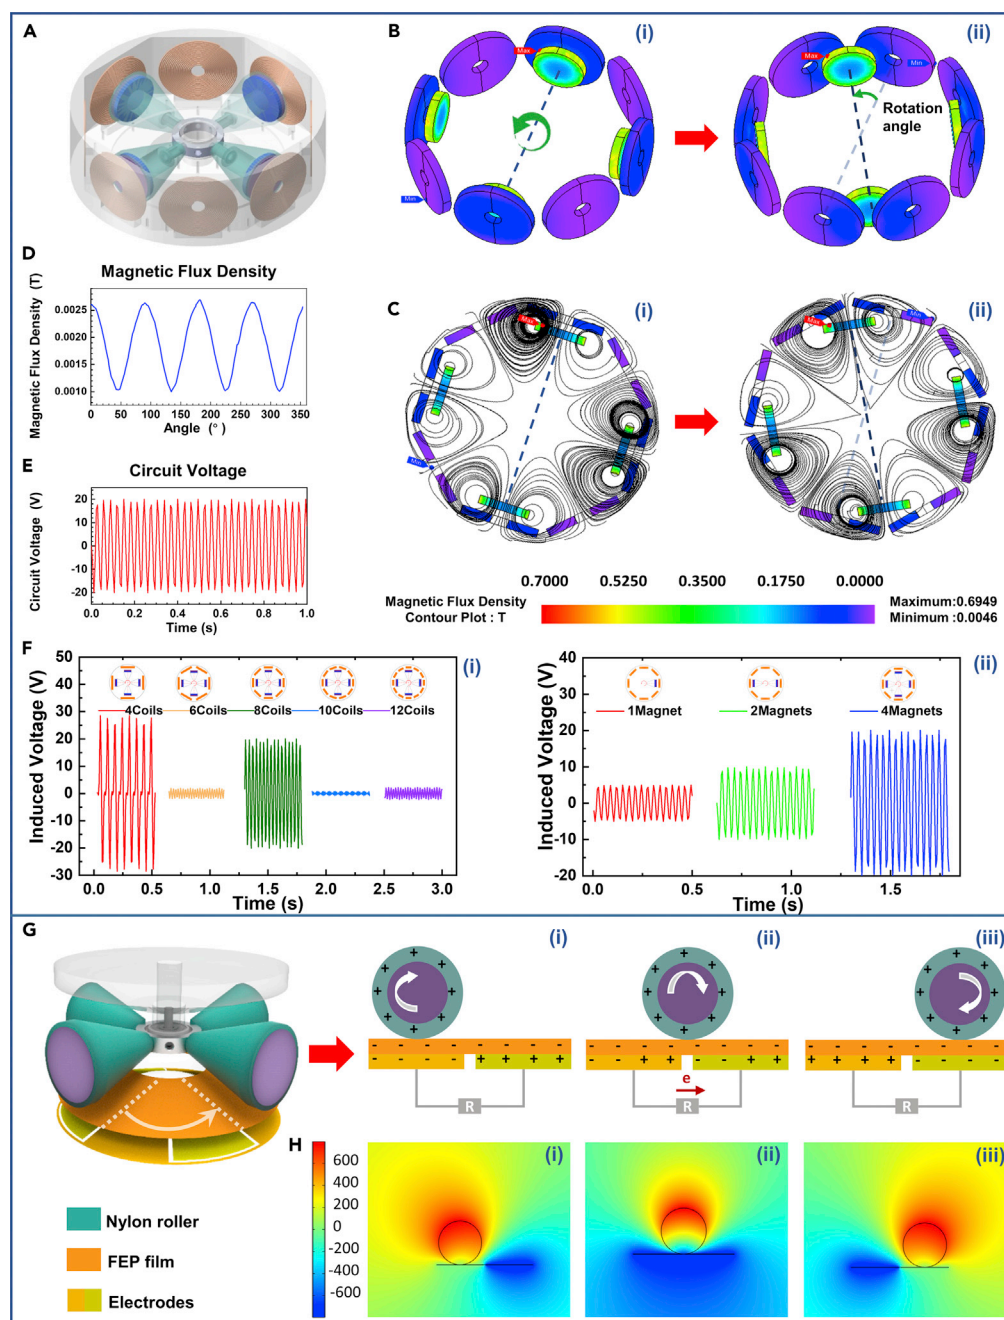 A
B
(i)
(ii)
Max
Min
Max
Min
Rotation
angle
D
Magnetic Flux Density
Magnetic Flux Density (T)
0.0025
0.0020
0.0015
0.0010
0 50 100 150 200 250 300 350
Angle (°)
C
(i)
(ii)
Max
Min
Max
Min
E
Circuit Voltage
Circuit Voltage (V)
20
10
0
-10
-20
0.0 0.2 0.4 0.6 0.8 1.0
Time (s)
0.7000 0.5250 0.3500 0.1750 0.0000
Magnetic Flux Density
Contour Plot : T
Maximum:0.6949
Minimum :0.0046
F
(i)
Induced Voltage (V)
50
40
30
20
10
0
-10
-20
-30
4Coils 6Coils 8Coils 10Coils 12Coils
0.0 0.5 1.0 1.5 2.0 2.5 3.0
Time (s)
(ii)
Induced Voltage (V)
40
30
20
10
0
-10
-20
1Magnet 2Magnets 4Magnets
0.0 0.5 1.0 1.5
Time (s)
G
(i)
(ii)
(iii)
+ + + + + + + +
+ + + + + + + +
+ + + + + + + +
- - - - - - - - -
- - - - + + + +
- - - - - - - - -
- - + + - - + +
- - - - - - - - -
+ + + + - - - -
e
R
R
R
Nylon roller
FEP film
Electrodes
H
600
400
200
0
-200
-400
-600
(i)
(ii)
(iii)